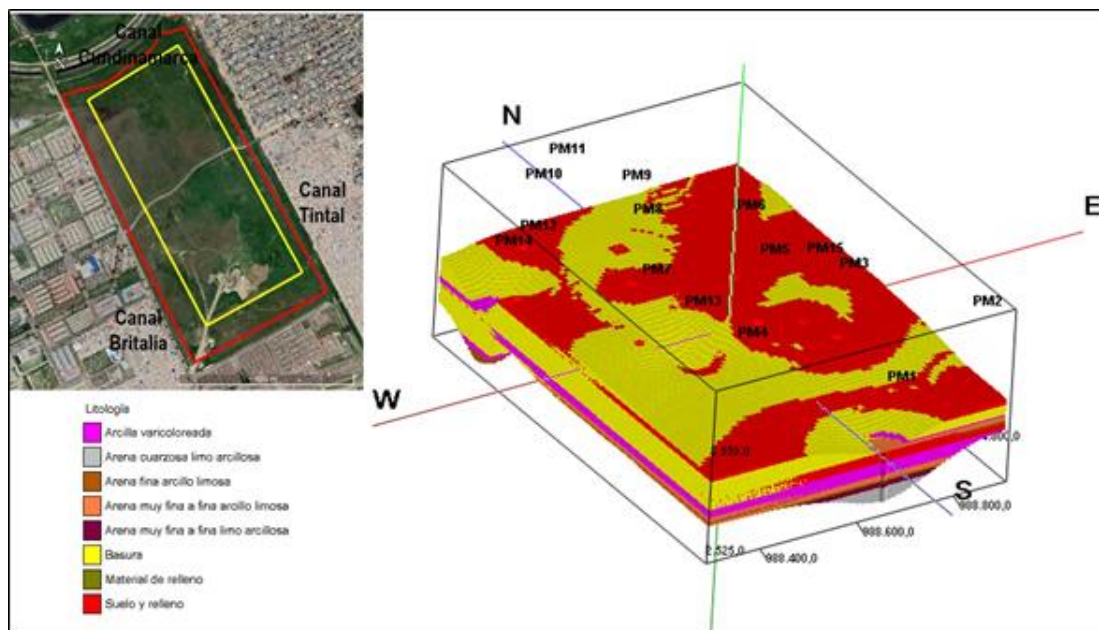 Canal
Cundinamarca
Canal
Tintal
Canal
Britalia
Litología
Arcilla varicoloreada
Arena cuarzosa limo arcillosa
Arena fina arcillo limosa
Arena muy fina a fina arcillo limosa
Arena muy fina a fina limo arcillosa
Basura
Material de relleno
Suelo y relleno
N
PM11
PM10
PM9
PM8
PM6
PM12
PM14
PM7
PM5
PM15
PM3
E
PM13
PM4
PM2
PM1
W
S
988.800,0
988.600,0
988.400,0
2.525,0